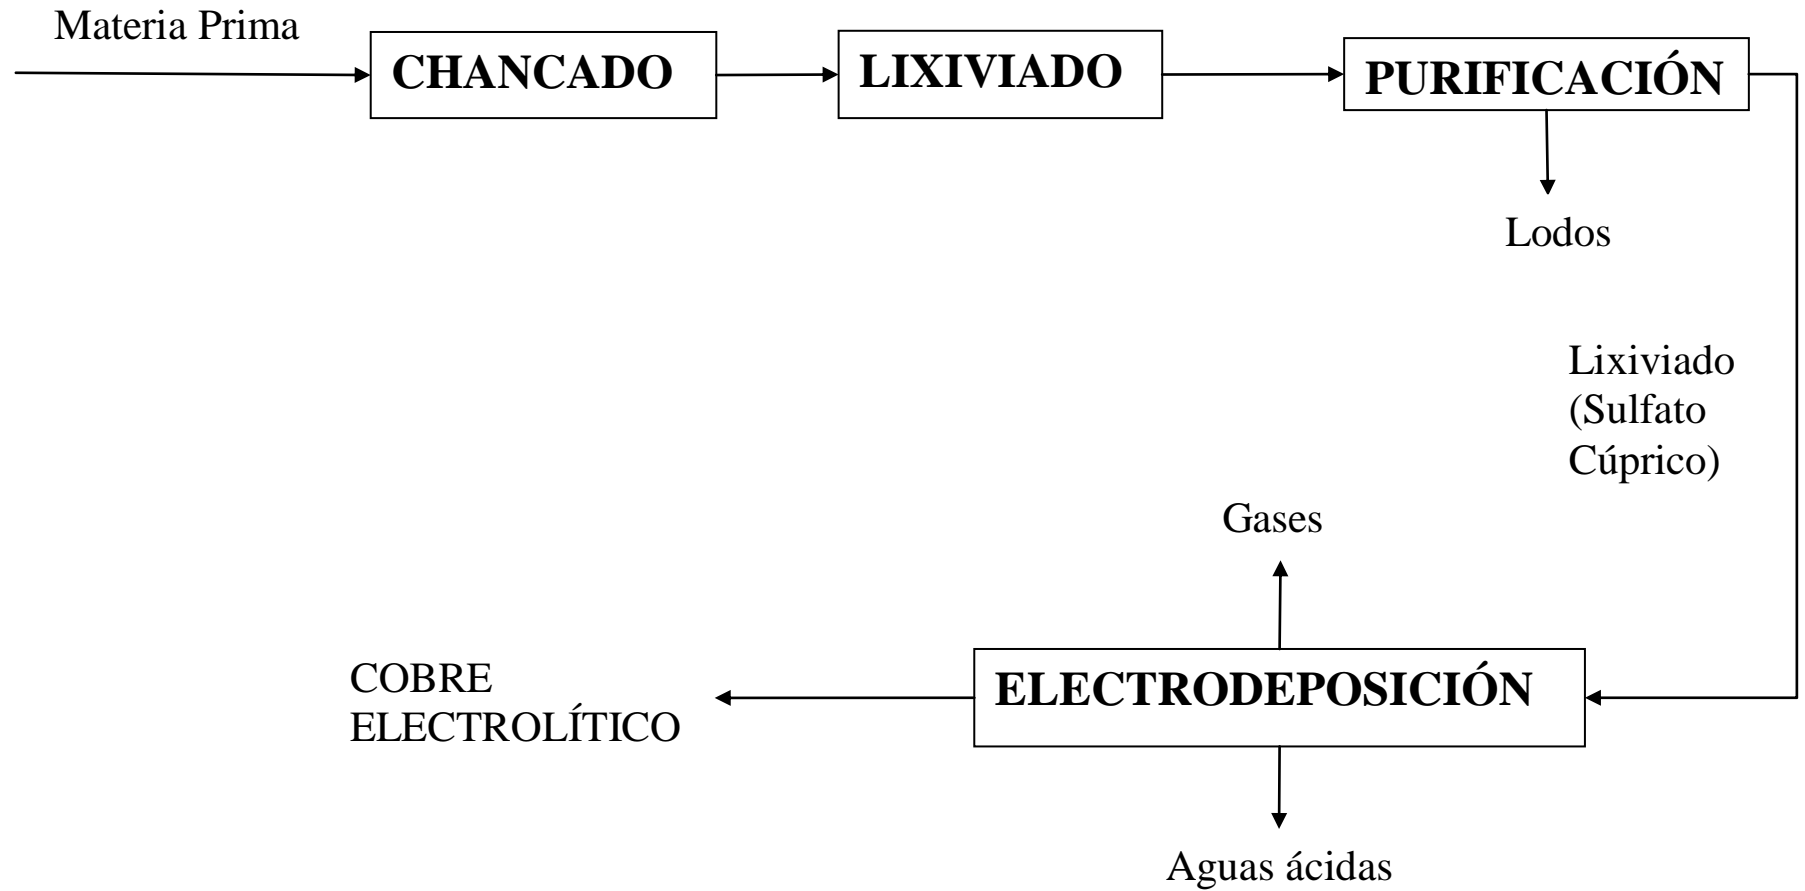 Materia Prima
CHANCADO
LIXIVIADO
PURIFICACIÓN
Lodos
Lixiviado
(Sulfato
Cúprico)
Gases
ELECTRODEPOSICIÓN
COBRE
ELECTROLÍTICO
Aguas ácidas